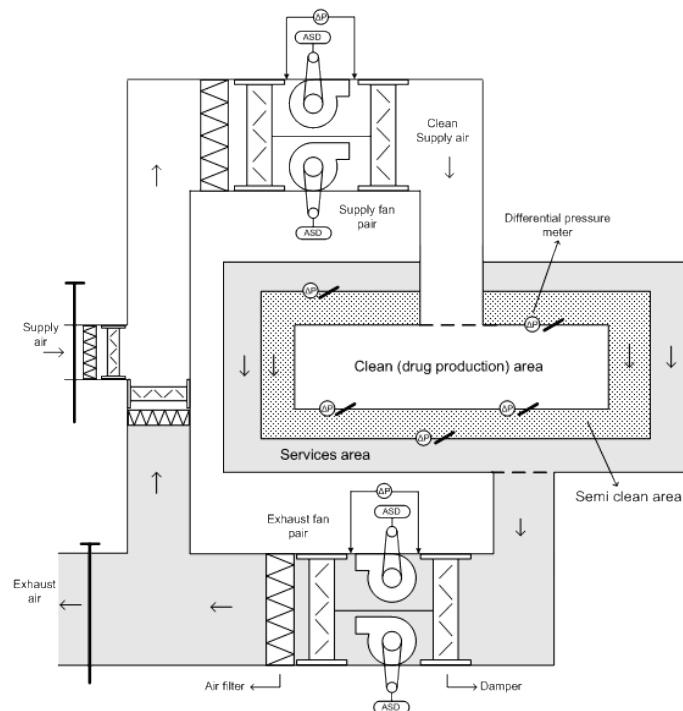 ΔP
ASD
Clean
Supply air
Supply fan
pair
ASD
Differential pressure
meter
ΔP
Supply
air
ΔP
Clean (drug production) area
ΔP
ΔP
ΔP
Services area
Semi clean area
ΔP
Exhaust fan
pair
ASD
Exhaust
air
Air filter
Damper
ASD